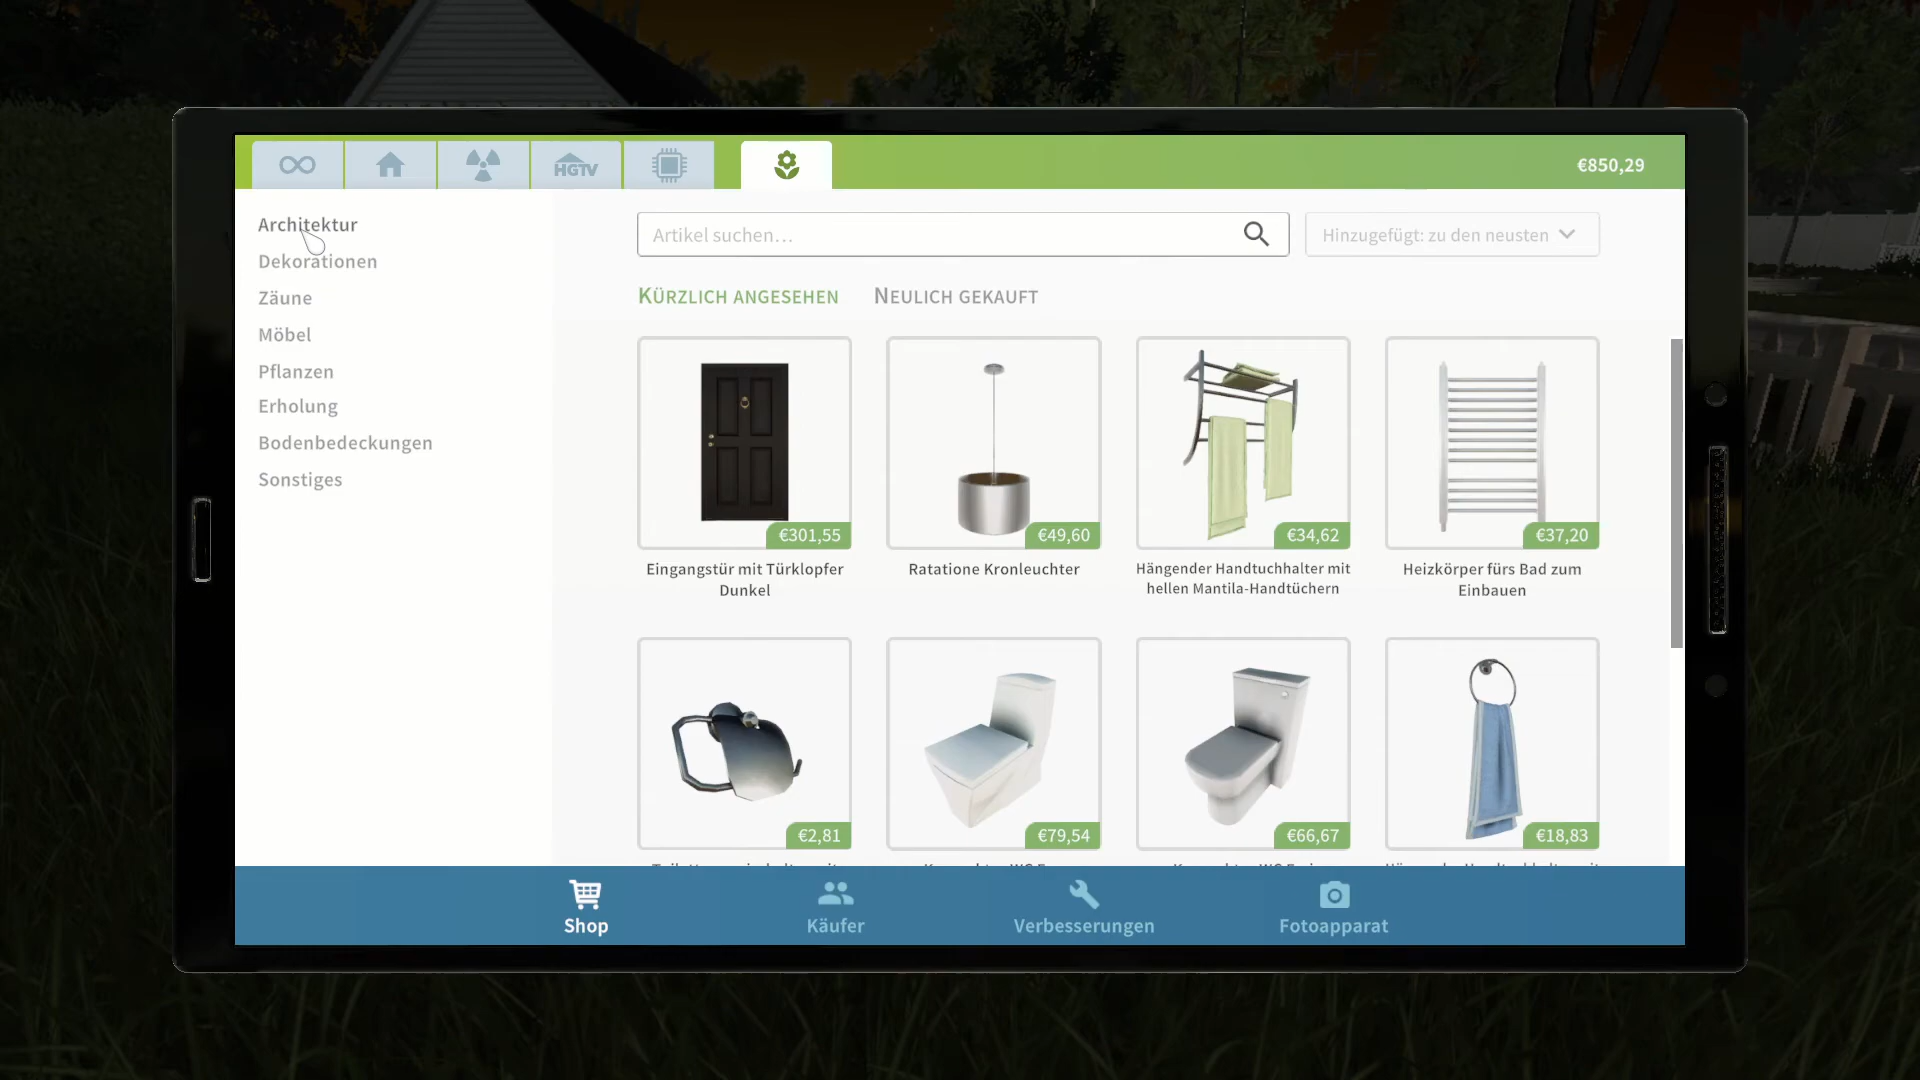 HGTV
€850,29
Architektur
Dekorationen
Zäune
Möbel
Pflanzen
Erholung
Bodenbedeckungen
Sonstiges
Artikel suchen...
Hinzugefügt: zu den neusten
KÜRZLICH ANGESEHEN
NEULICH GEKAUFT
€301,55
€49,60
€34,62
€37,20
Eingangstür mit Türklopfer
Dunkel
Ratatione Kronleuchter
Hängender Handtuchhalter mit
hellen Mantila-Handtüchern
Heizkörper fürs Bad zum
Einbauen
€2,81
€79,54
€66,67
€18,83
Shop
Käufer
Verbesserungen
Fotoapparat